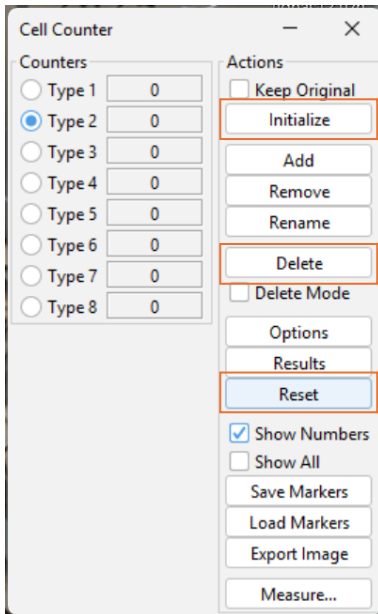 Cell Counter
Counters
Type 1 0
Type 2 0
Type 3 0
Type 4 0
Type 5 0
Type 6 0
Type 7 0
Type 8 0
Actions
Keep Original
Initialize
Add
Remove
Rename
Delete
Delete Mode
Options
Results
Reset
Show Numbers
Show All
Save Markers
Load Markers
Export Image
Measure...